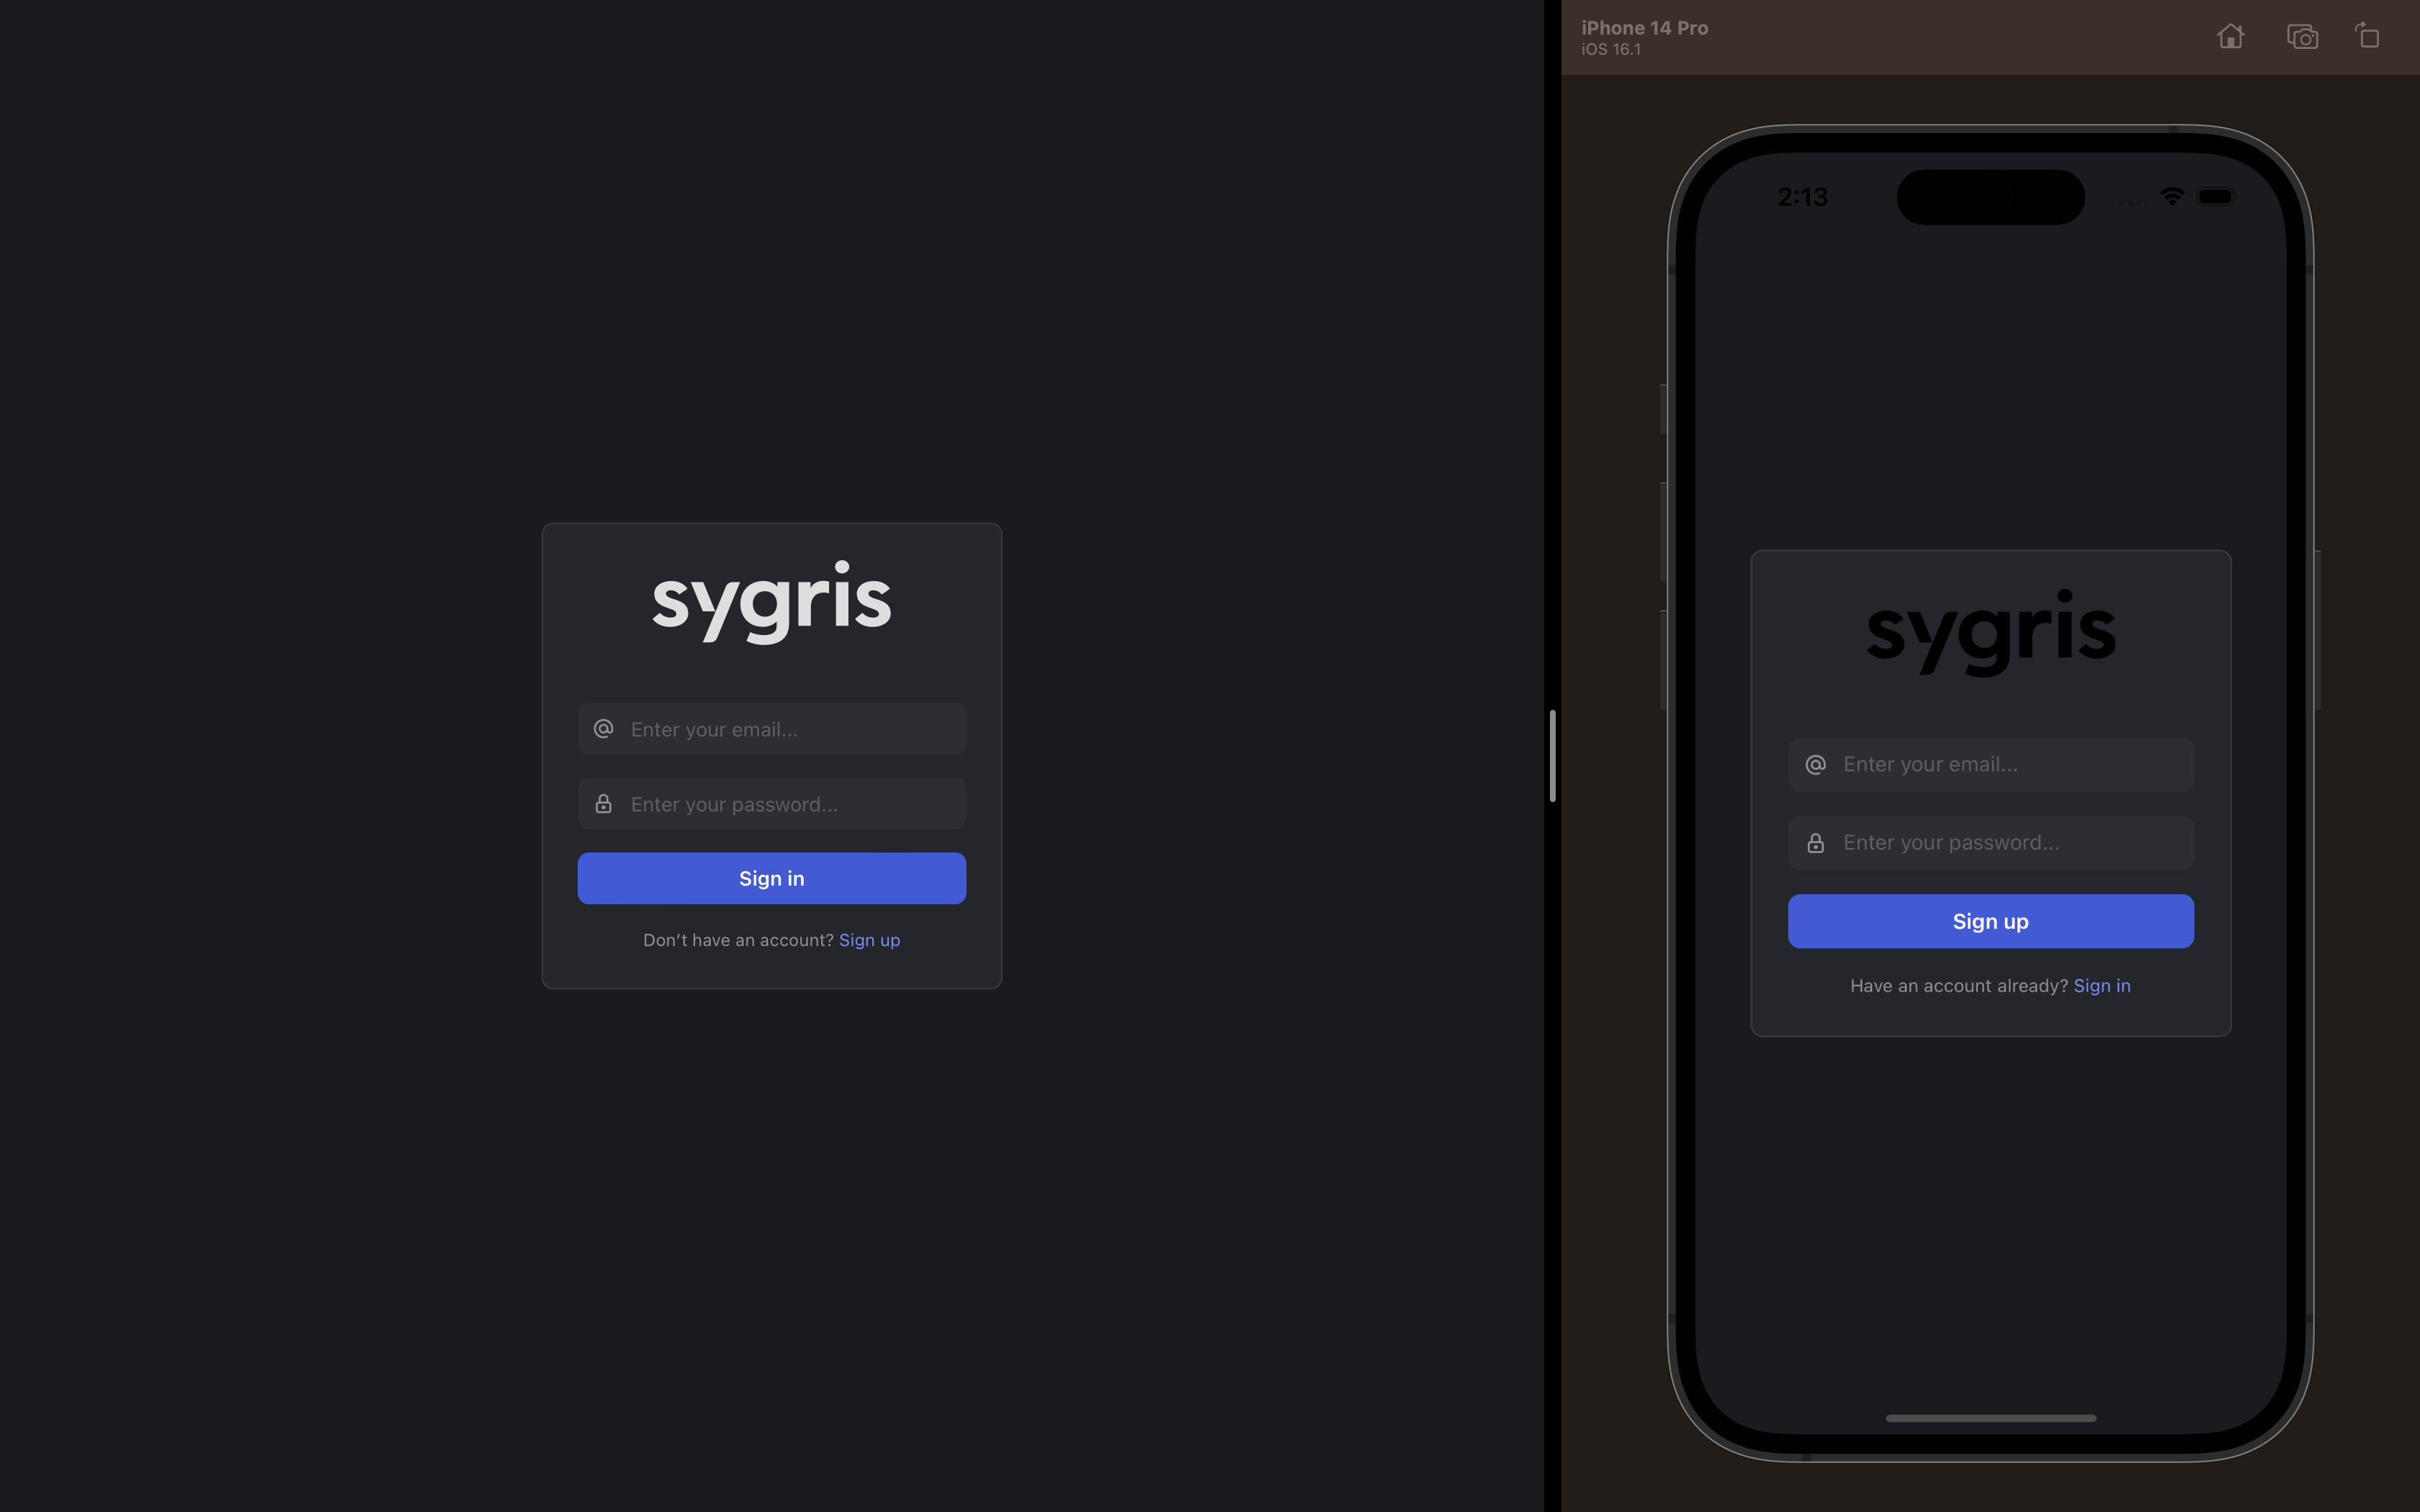 sygris
Enter your email...
Enter your password...
Sign in
Don't have an account? Sign up
iPhone 14 Pro
iOS 16.1
2:13
sygris
Enter your email...
Enter your password...
Sign up
Have an account already? Sign in